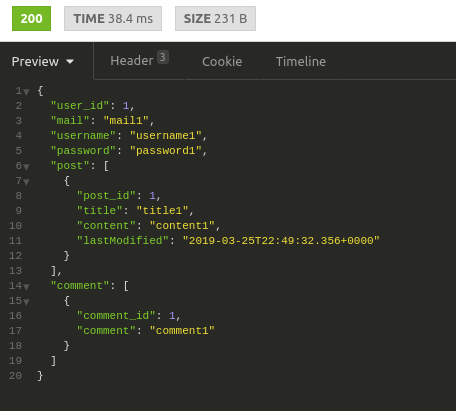 200 TIME 38.4 ms SIZE 231 B
Preview Header 3 Cookie Timeline
1 {
2 "user_id": 1,
3 "mail": "mail1",
4 "username": "username1",
5 "password": "password1",
6 "post": [
7 {
8 "post_id": 1,
9 "title": "title1",
10 "content": "content1",
11 "lastModified": "2019-03-25T22:49:32.356+0000"
12 }
13 ],
14 "comment": [
15 {
16 "comment_id": 1,
17 "comment": "comment1"
18 }
19 ]
20 }